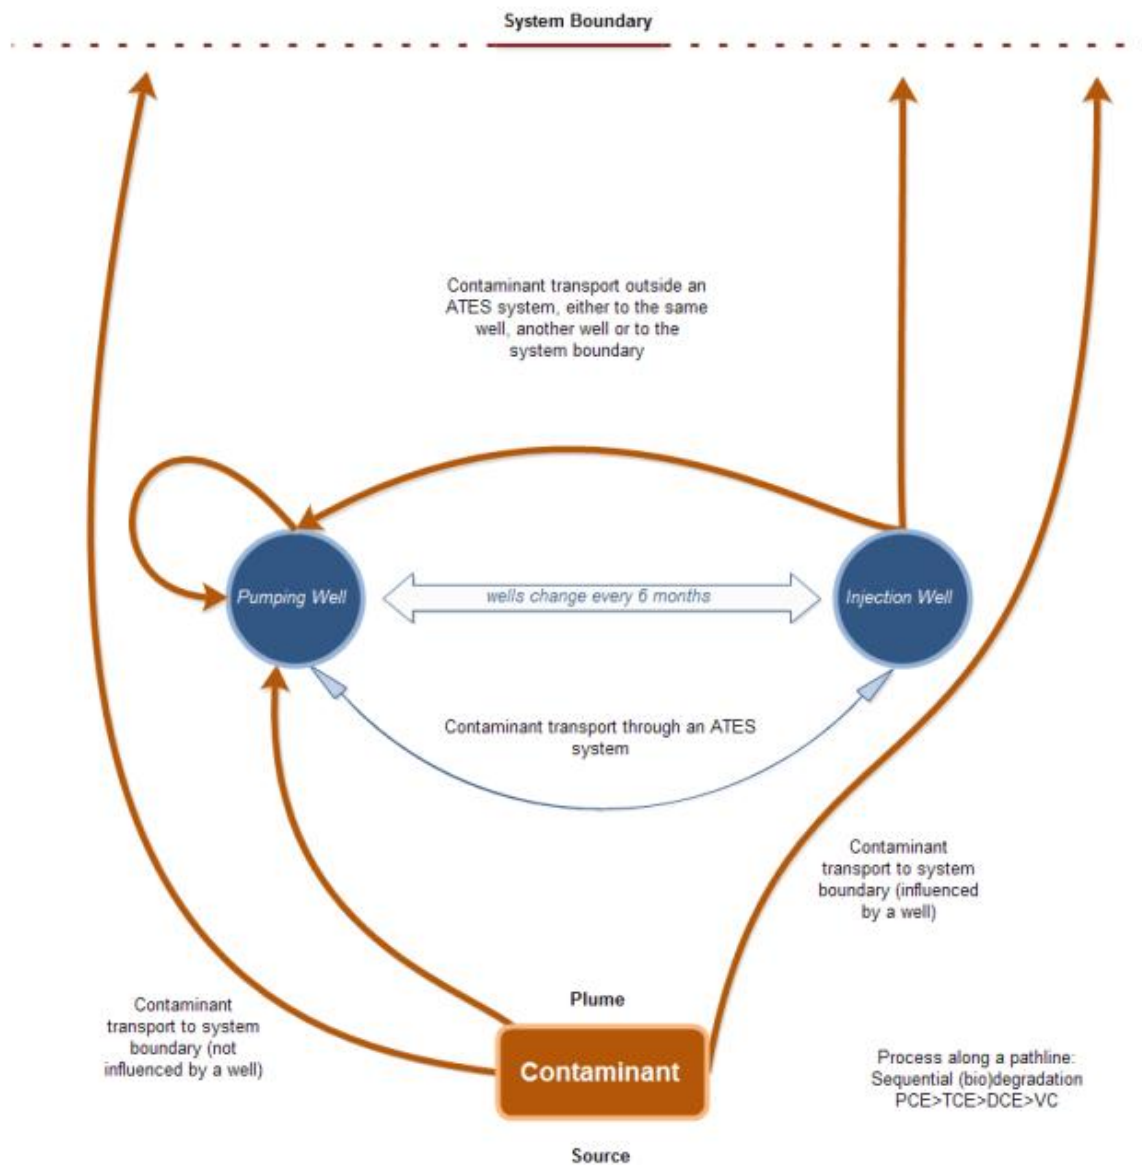 System Boundary
Contaminant transport outside an
ATES system, either to the same
well, another well or to the
system boundary
Pumping Well
wells change every 6 months
Injection Well
Contaminant transport through an ATES
system
Contaminant
transport to system
boundary (influenced
by a well)
Contaminant
transport to system
boundary (not
influenced by a well)
Plume
Contaminant
Source
Process along a pathline:
Sequential (bio)degradation
PCE>TCE>DCE>VC